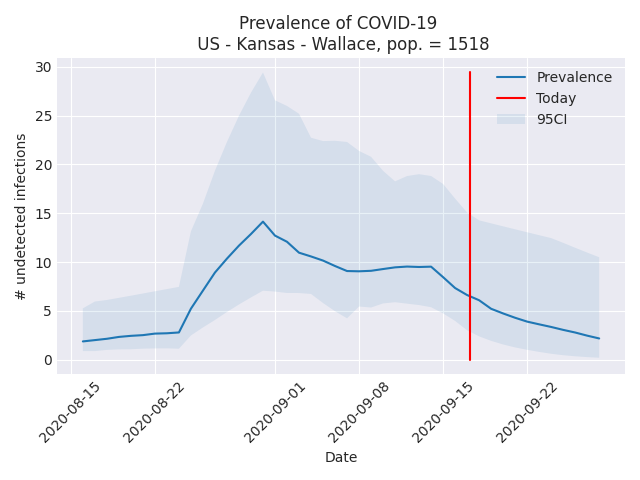 Prevalence of COVID-19
US - Kansas - Wallace, pop. = 1518
30
25
20
15
10
5
0
# undetected infections
Prevalence
Today
95CI
2020-08-15
2020-08-22
2020-09-01
2020-09-08
2020-09-15
2020-09-22
Date